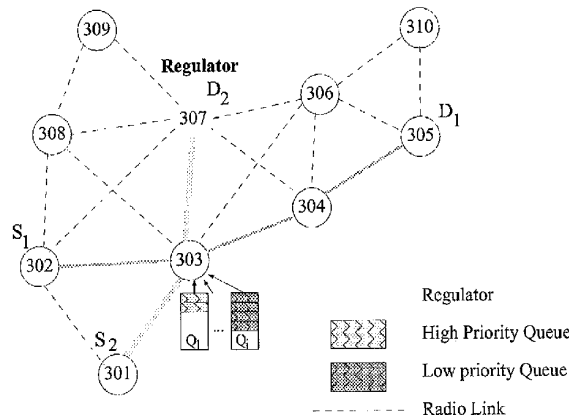 309
310
Regulator
D2
306
307
D1
308
305
304
S1
303
302
Regulator
S2
Q1 ... Qi
High Priority Queue
301
Low priority Queue
Radio Link